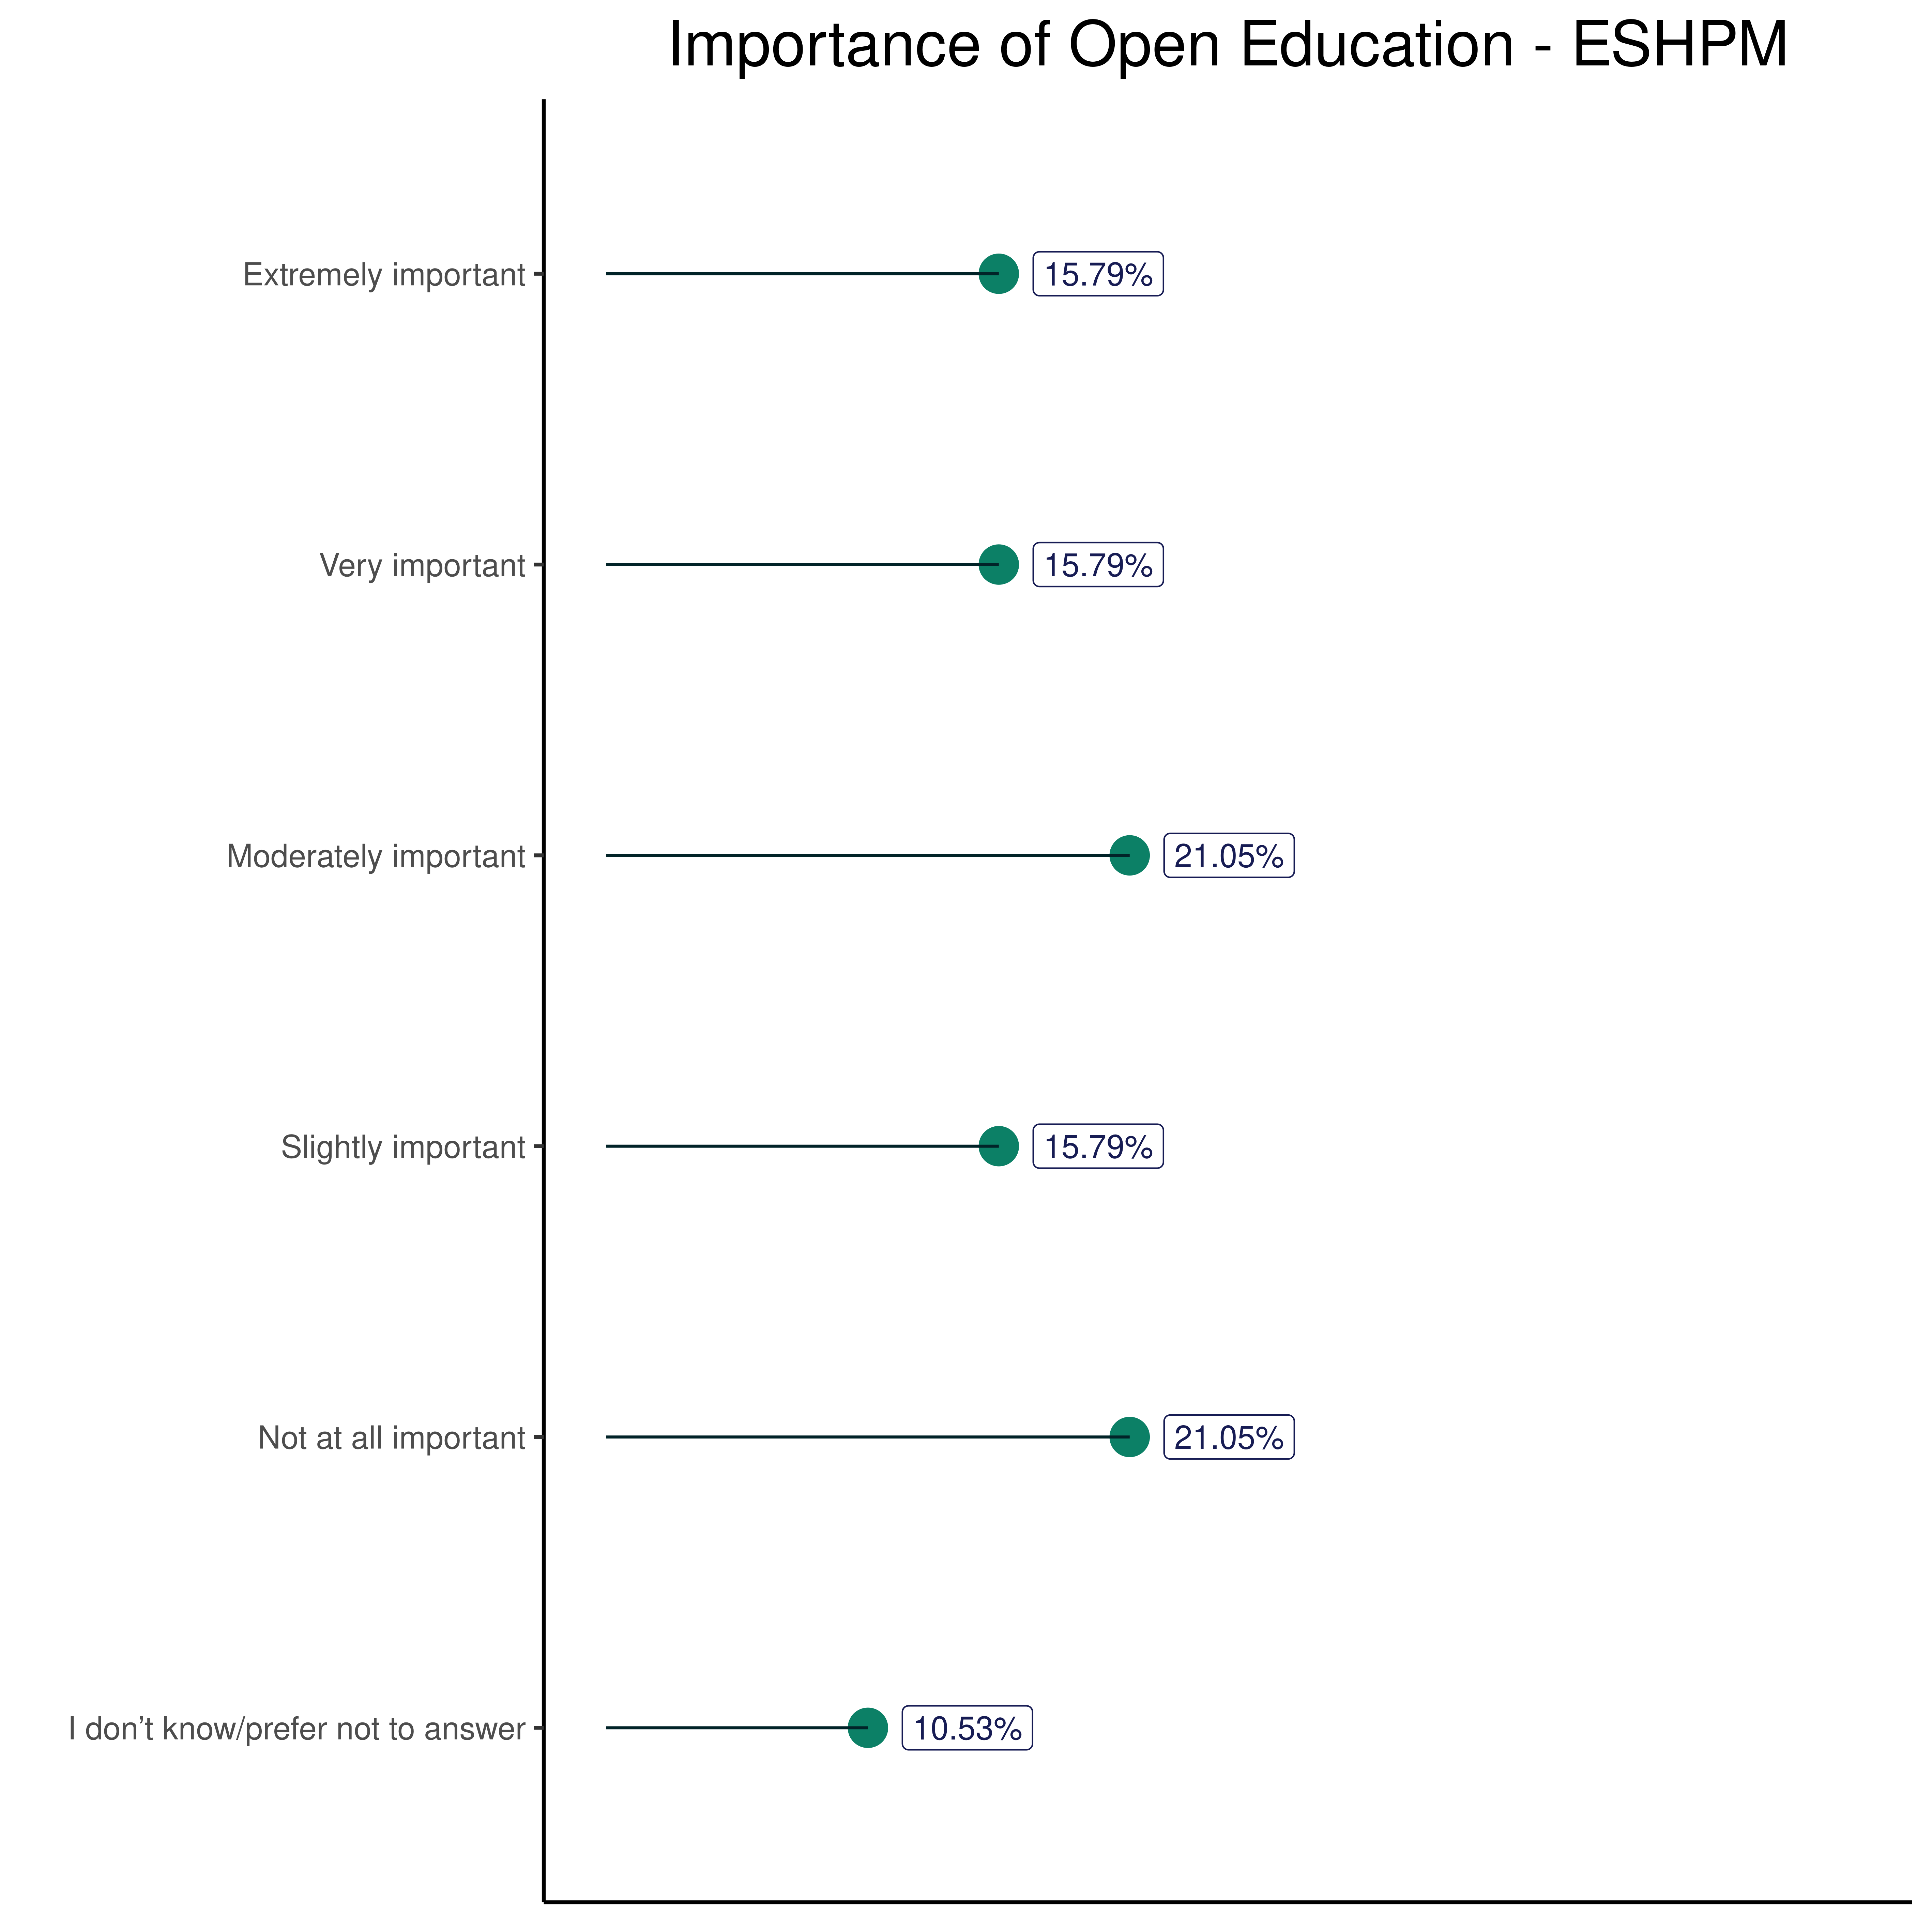 Importance of Open Education - ESHPM
Extremely important 15.79%
Very important 15.79%
Moderately important 21.05%
Slightly important 15.79%
Not at all important 21.05%
I don’t know/prefer not to answer 10.53%